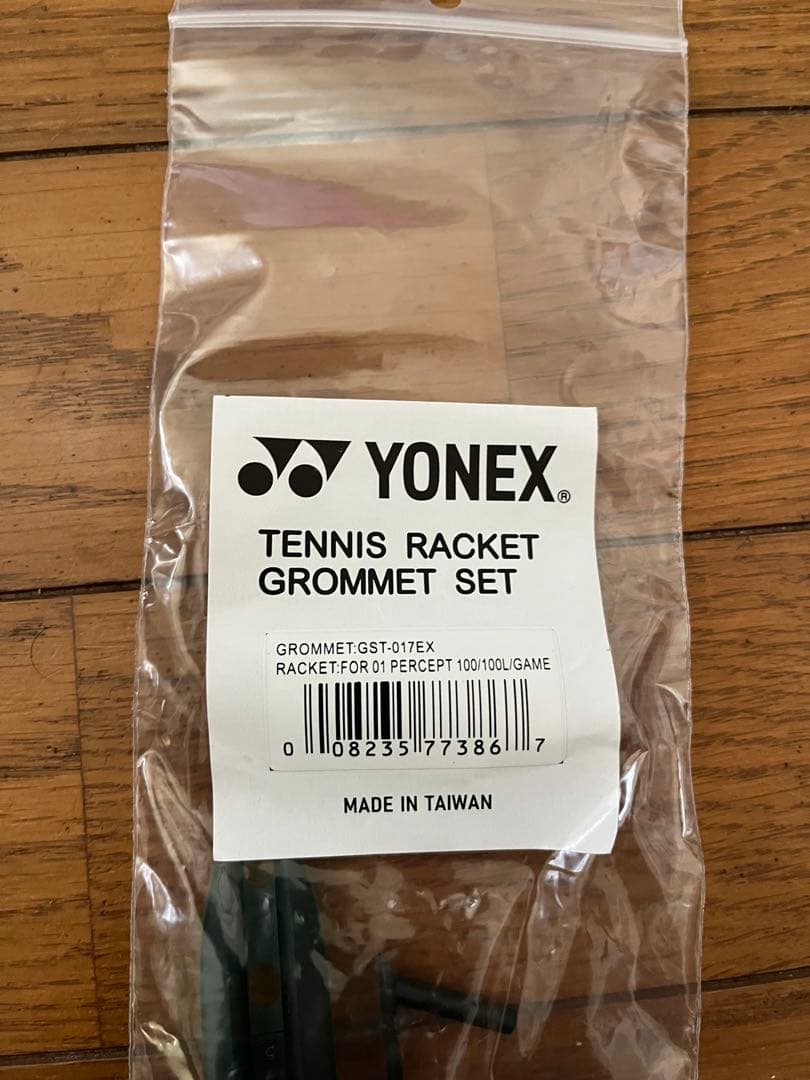 YONEX®
TENNIS RACKET
GROMMET SET
GROMMET:GST-017EX
RACKET:FOR 01 PERCEPT 100/100L/GAME
0 08235 77386 7
MADE IN TAIWAN